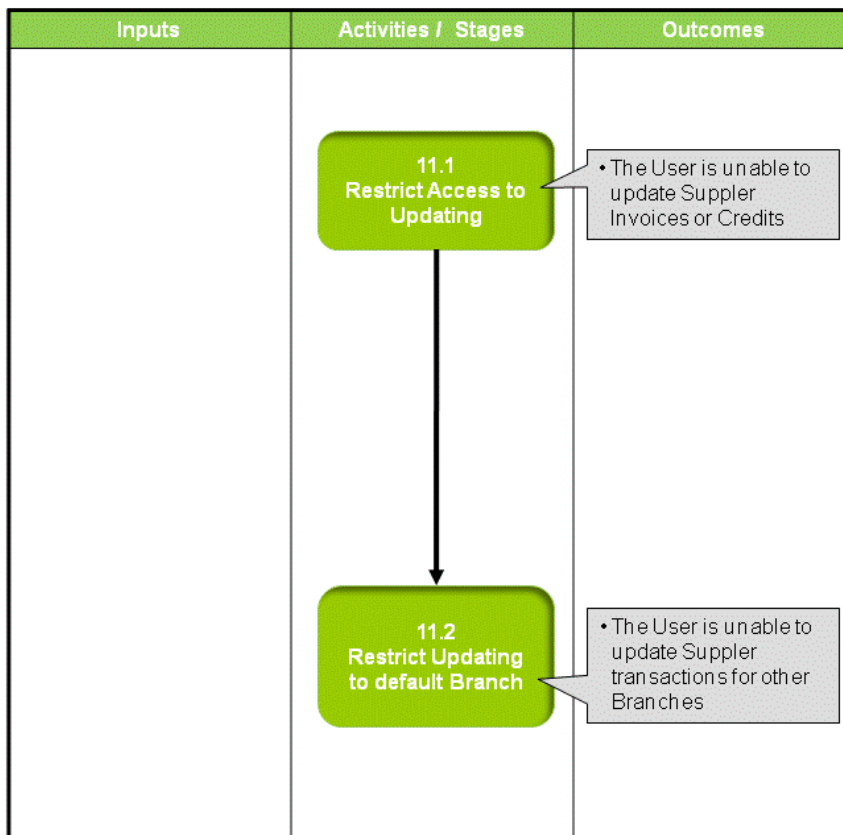 Inputs
Activities / Stages
Outcomes
11.1
Restrict Access to
Updating
• The User is unable to
update Suppler
Invoices or Credits
11.2
Restrict Updating
to default Branch
• The User is unable to
update Suppler
transactions for other
Branches